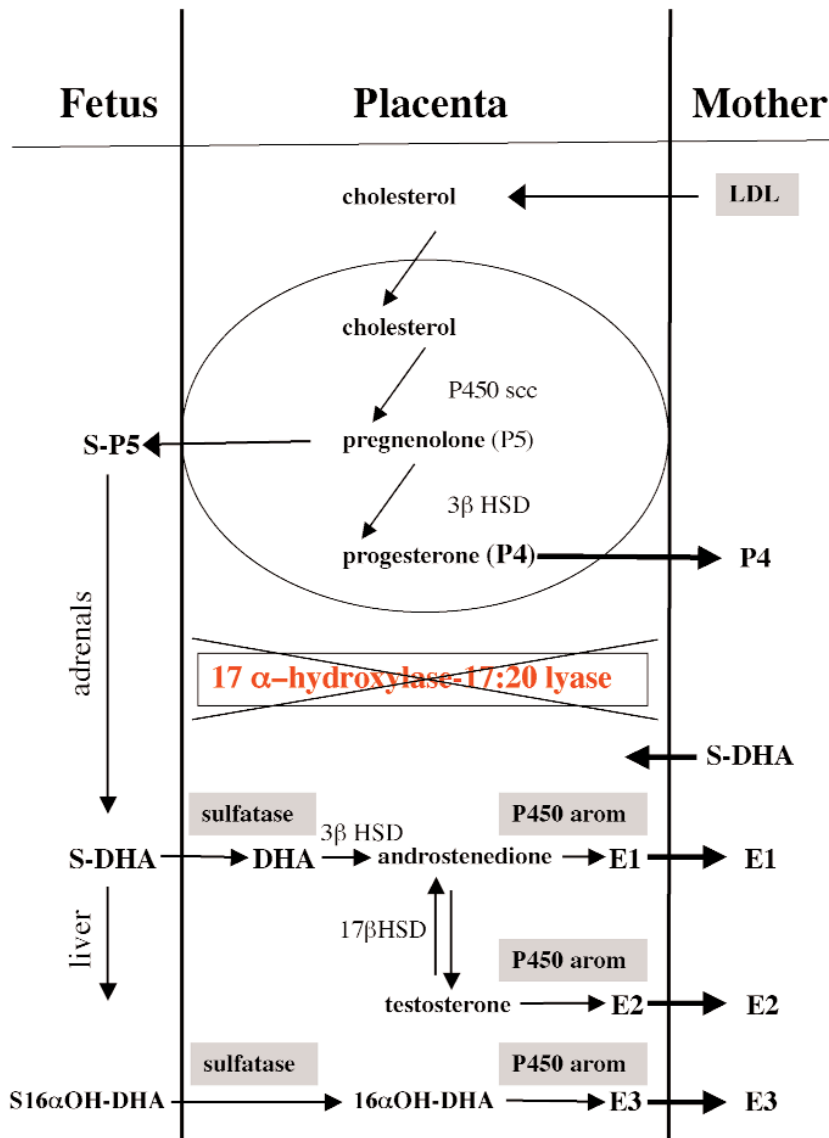 Fetus Placenta Mother
cholesterol LDL
cholesterol
P450 scc
S-P5 pregnenolone (P5)
3β HSD
progesterone (P4) P4
adrenals
17 α-hydroxylase-17:20 lyase
S-DHA
sulfatase P450 arom
3β HSD
S-DHA DHA androstenedione E1 E1
liver
17βHSD
P450 arom
testosterone E2 E2
sulfatase P450 arom
S16αOH-DHA 16αOH-DHA E3 E3